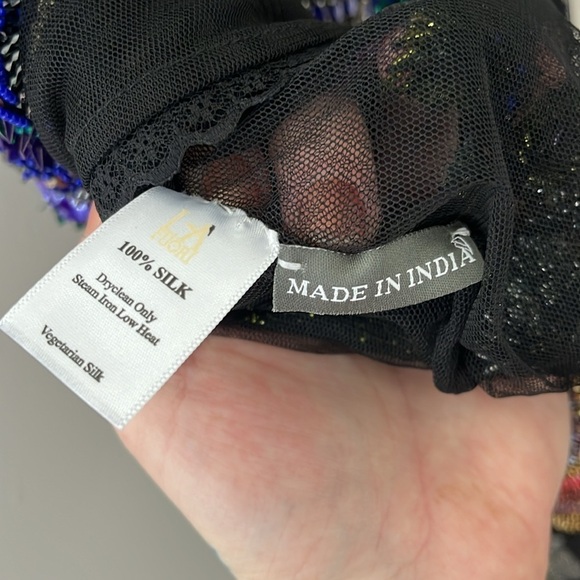 100% SILK
Dryclean Only
Steam Iron Low Heat
Vegetarian Silk
MADE IN INDIA